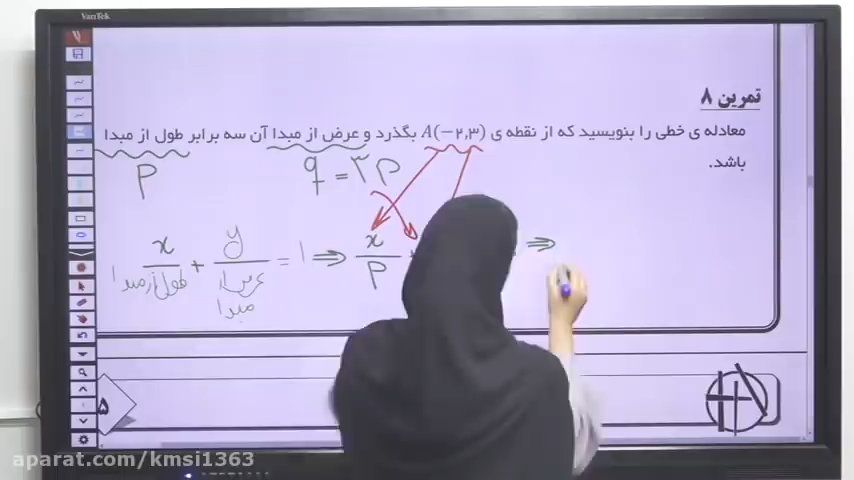 VanTek
تمرین ۸
معادله ی خطی را بنویسید که از نقطه ی A(−۲,۳) بگذرد و عرض از مبدا آن سه برابر طول از مبدا
باشد.
P
q = ۳P
x / طول از مبدا + y / عرض از مبدا = 1 ⇒ x / P ⇒
۵
aparat.com/kmsi1363